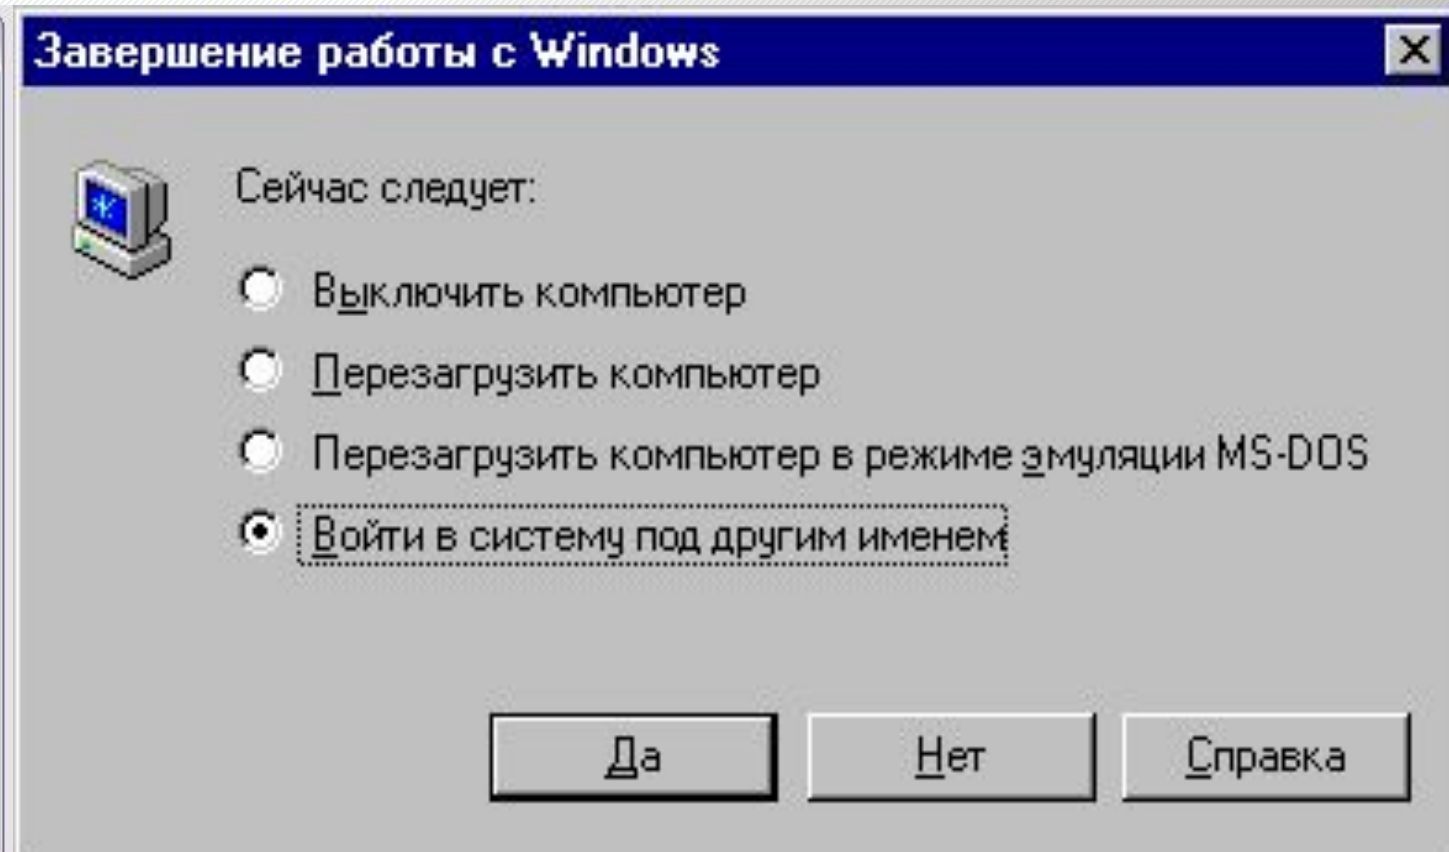 Завершение работы с Windows
Сейчас следует:
Выключить компьютер
Перезагрузить компьютер
Перезагрузить компьютер в режиме эмуляции MS-DOS
Войти в систему под другим именем
Да Нет Справка